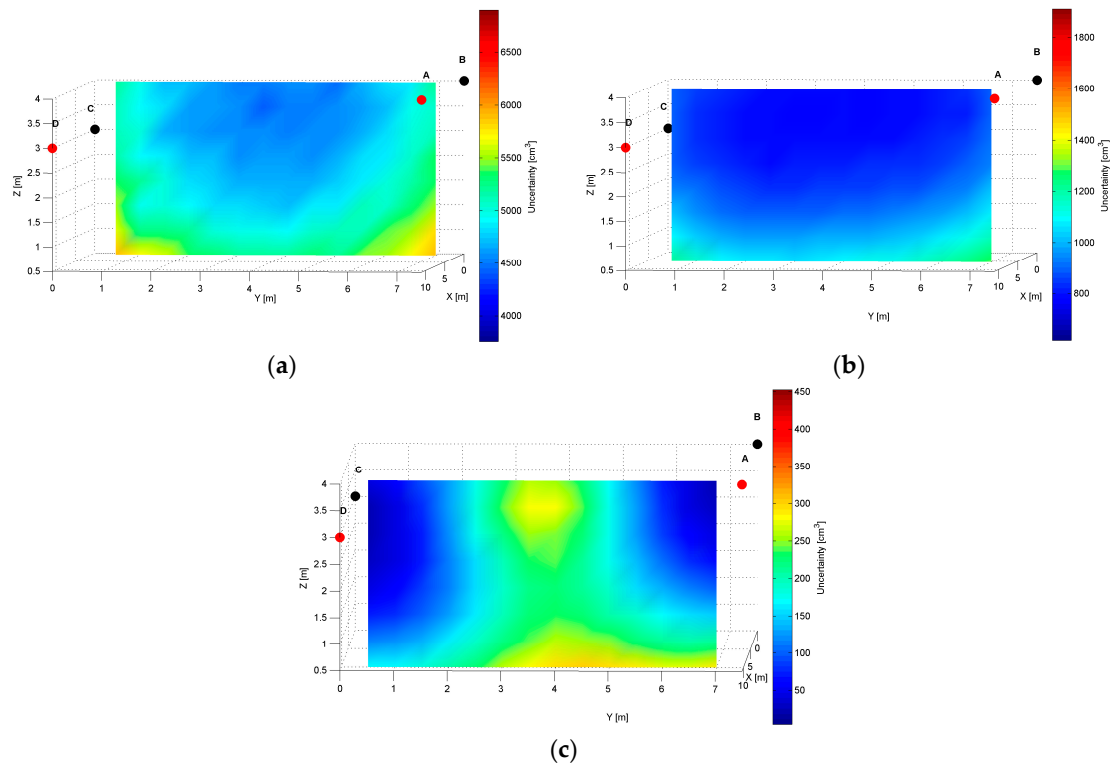 B
A
C
D
4
3.5
3
2.5
2
1.5
1
0.5
Z [m]
0
1
2
3
4
5
6
7
10
5
0
Y [m]
X [m]
6500
6000
5500
5000
4500
4000
Uncertainty [cm³]
(a)
B
A
C
D
4
3.5
3
2.5
2
1.5
1
0.5
Z [m]
0
1
2
3
4
5
6
7
10
5
0
Y [m]
X [m]
1800
1600
1400
1200
1000
800
Uncertainty [cm³]
(b)
B
A
C
D
4
3.5
3
2.5
2
1.5
1
0.5
Z [m]
0
1
2
3
4
5
6
7
10
5
0
Y [m]
X [m]
450
400
350
300
250
200
150
100
50
Uncertainty [cm³]
(c)